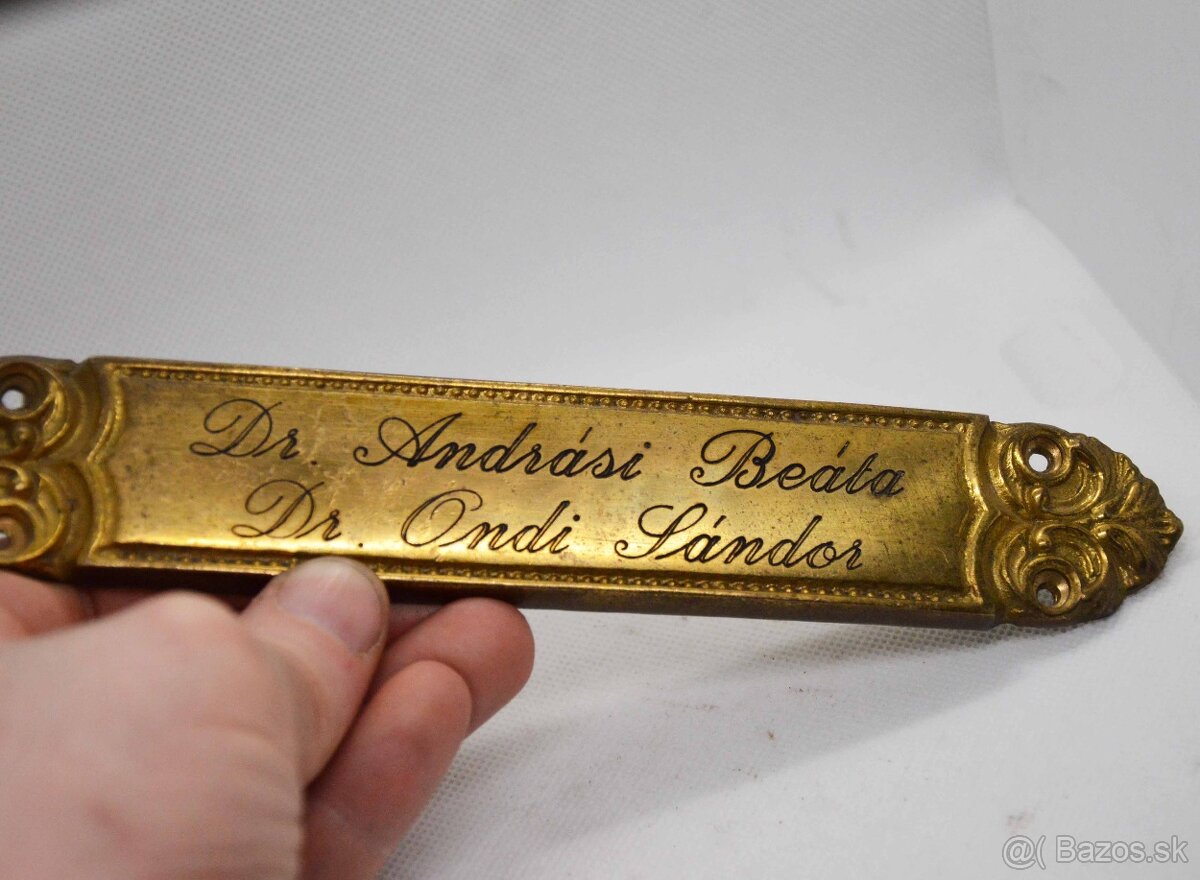 Dr. Andrási Beáta
Dr. Ondi Sándor
@( Bazos.sk